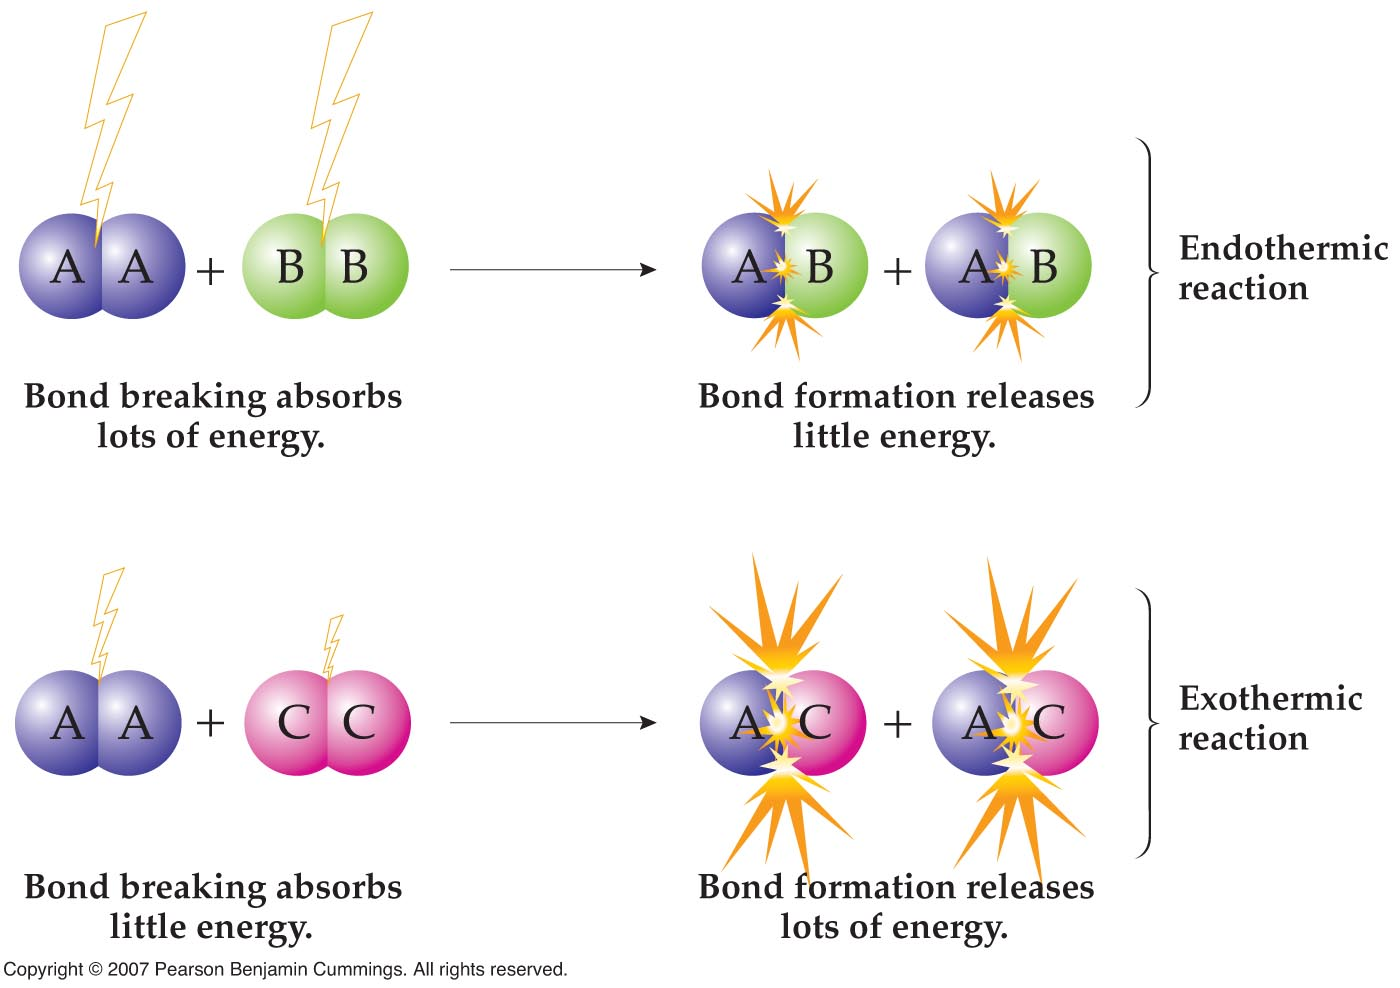 A A + B B
A B + A B
Endothermic
reaction
Bond breaking absorbs
lots of energy.
Bond formation releases
little energy.
A A + C C
A C + A C
Exothermic
reaction
Bond breaking absorbs
little energy.
Bond formation releases
lots of energy.
Copyright © 2007 Pearson Benjamin Cummings. All rights reserved.